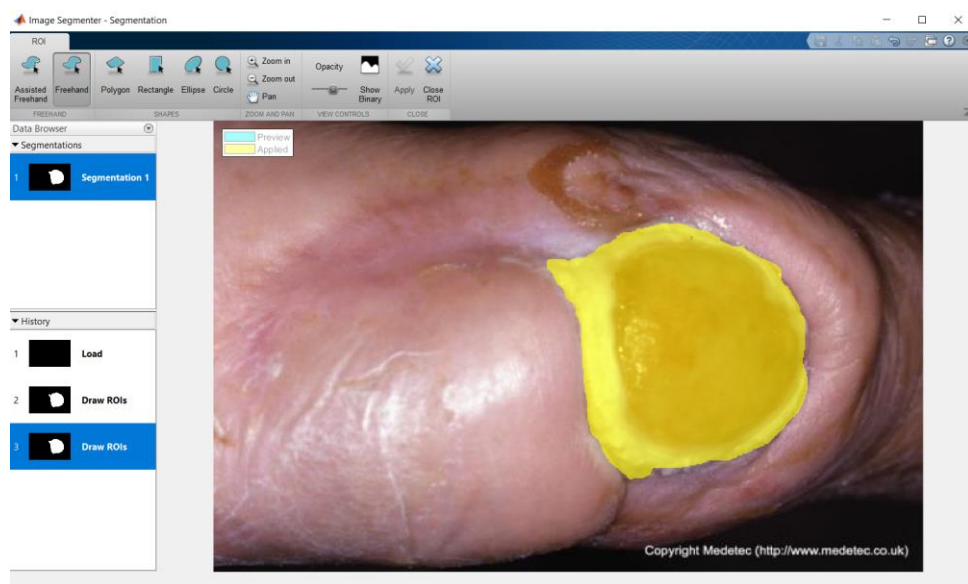 Image Segmenter - Segmentation
ROI
Assisted Freehand
Freehand
Polygon
Rectangle
Ellipse
Circle
Zoom in
Zoom out
Pan
Opacity
Show Binary
Apply
Close ROI
FREEHAND
SHAPES
ZOOM AND PAN
VIEW CONTROLS
CLOSE
Data Browser
Segmentations
1 Segmentation 1
History
1 Load
2 Draw ROIs
3 Draw ROIs
Preview
Applied
Copyright Medetec (http://www.medetec.co.uk)